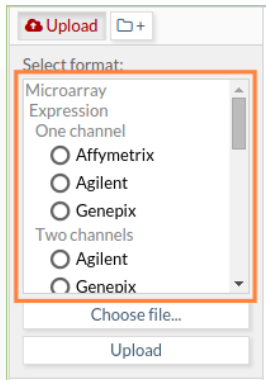 Upload +
Select format:
Microarray
Expression
One channel
Affymetrix
Agilent
Genepix
Two channels
Agilent
Genepix
Choose file...
Upload